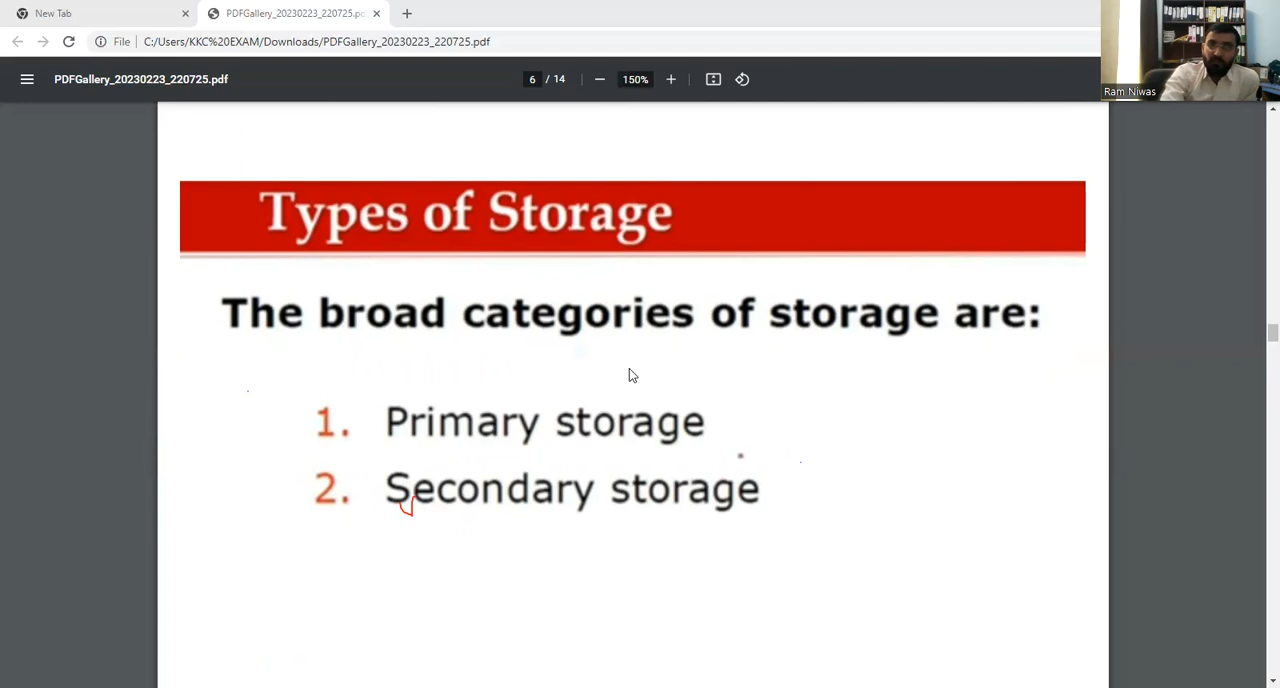 New Tab
PDFGallery_20230223_220725.pc
File
C:/Users/KKC%20EXAM/Downloads/PDFGallery_20230223_220725.pdf
PDFGallery_20230223_220725.pdf
6 / 14
150%
Ram Niwas
Types of Storage
The broad categories of storage are:
1. Primary storage
2. Secondary storage